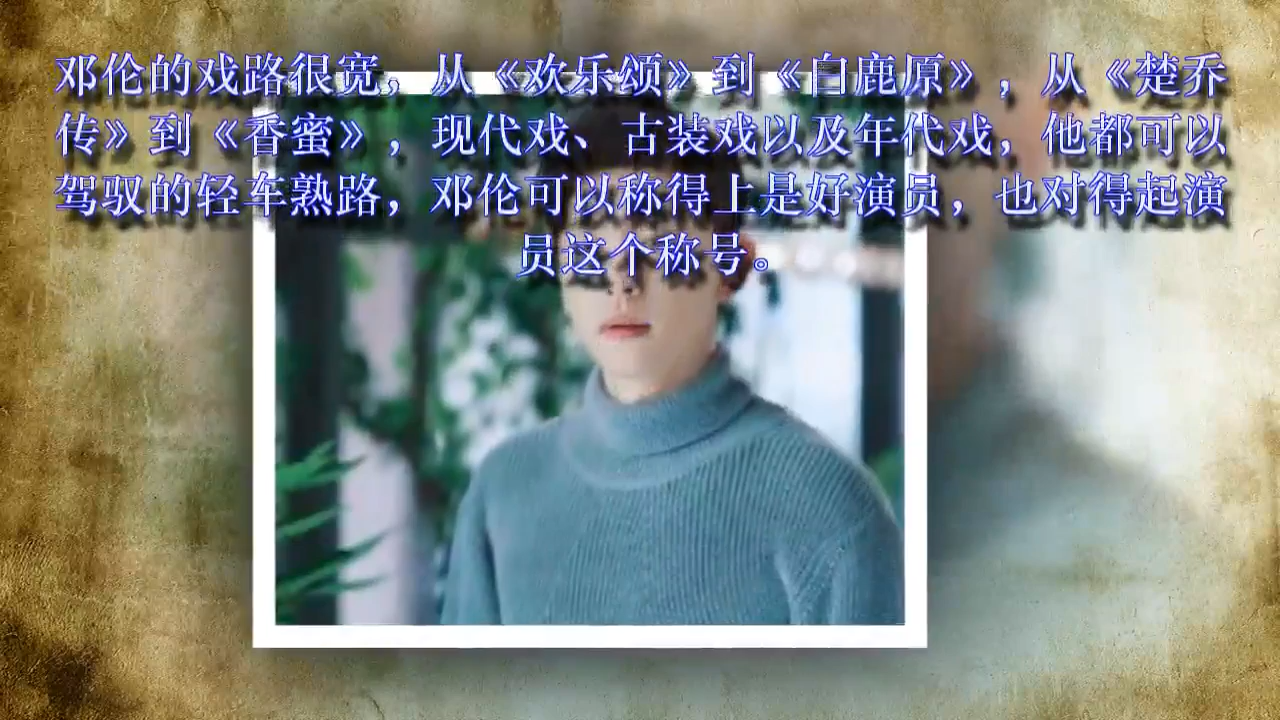 邓伦的戏路很宽，从《欢乐颂》到《白鹿原》，从《楚乔
传》到《香蜜》，现代戏、古装戏以及年代戏，他都可以
驾驭的轻车熟路，邓伦可以称得上是好演员，也对得起演
员这个称号。